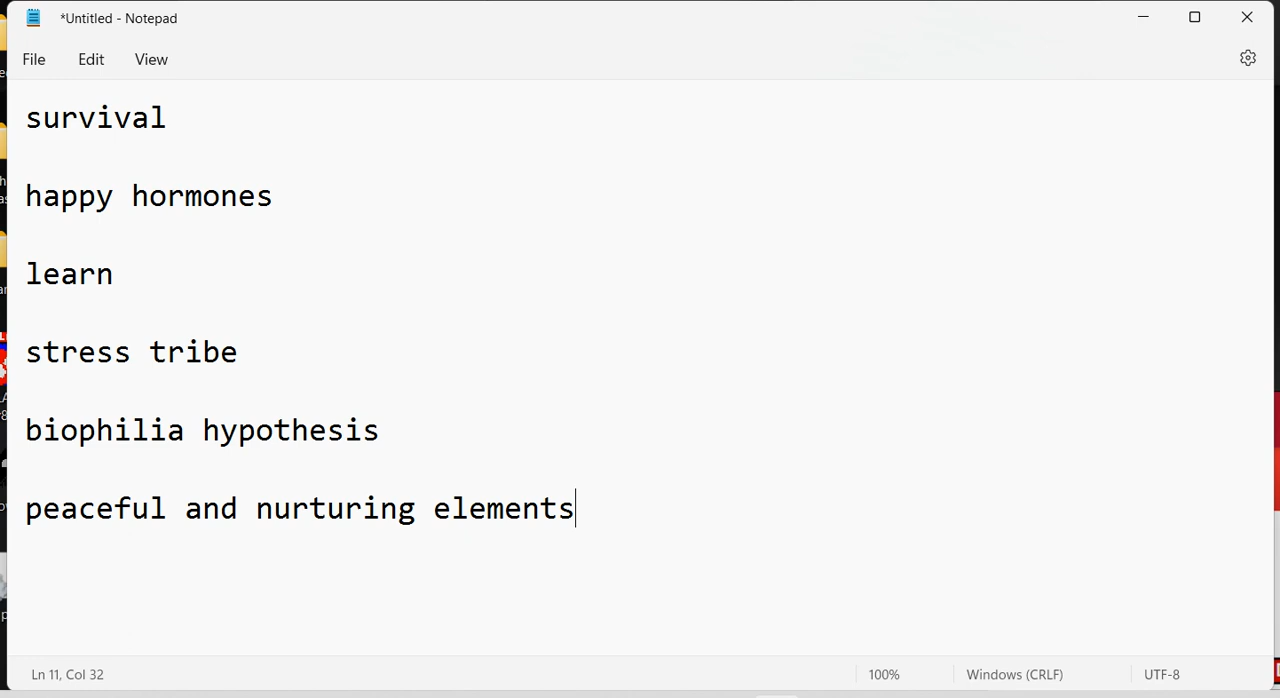 *Untitled - Notepad
File Edit View
survival
happy hormones
learn
stress tribe
biophilia hypothesis
peaceful and nurturing elements
Ln 11, Col 32 100% Windows (CRLF) UTF-8